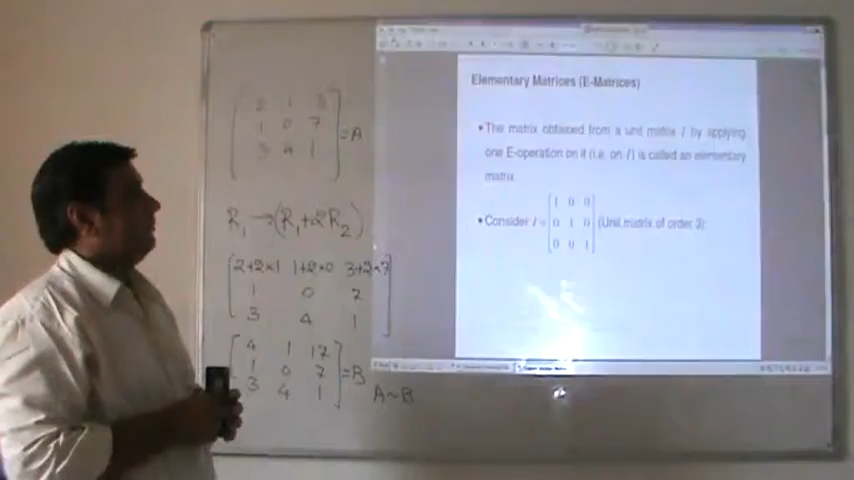 2 1 3
1 0 7 = A
3 4 1
R₁ → (R₁+2R₂)
2+2×1 1+2×0 3+2×7
1 0 7
3 4 1
4 1 17
1 0 7 = B
3 4 1
A ~ B
Elementary Matrices (E-Matrices)
•The matrix obtained from a unit matrix I by applying
one E-operation on it (i.e. on I) is called an elementary
matrix.
1 0 0
•Consider I = 0 1 0 (Unit matrix of order 3)
0 0 1